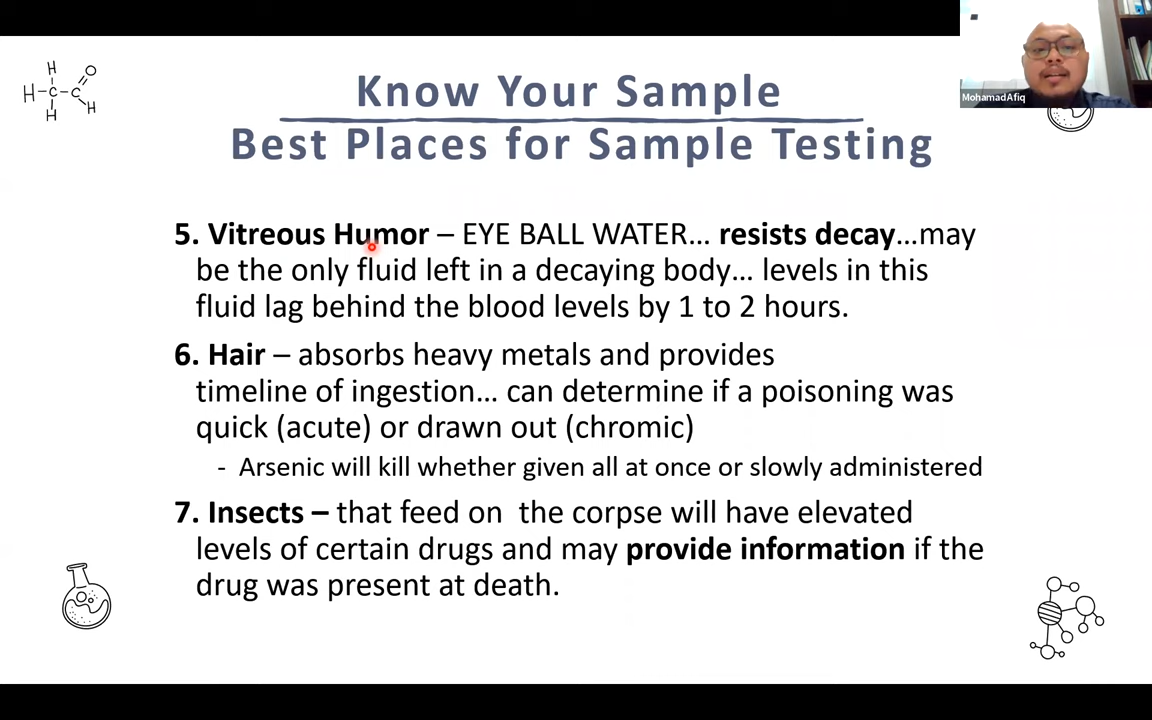 Know Your Sample
Best Places for Sample Testing
MohamadAfiq
5. Vitreous Humor – EYE BALL WATER… resists decay…may
be the only fluid left in a decaying body… levels in this
fluid lag behind the blood levels by 1 to 2 hours.
6. Hair – absorbs heavy metals and provides
timeline of ingestion… can determine if a poisoning was
quick (acute) or drawn out (chromic)
- Arsenic will kill whether given all at once or slowly administered
7. Insects – that feed on the corpse will have elevated
levels of certain drugs and may provide information if the
drug was present at death.
H
O
H-C-C
H
H